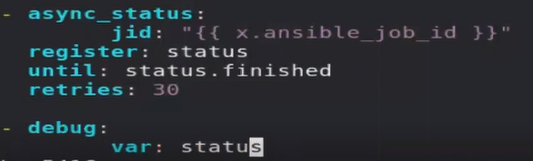 - async_status:
jid: "{{ x.ansible_job_id }}"
register: status
until: status.finished
retries: 30
- debug:
var: status